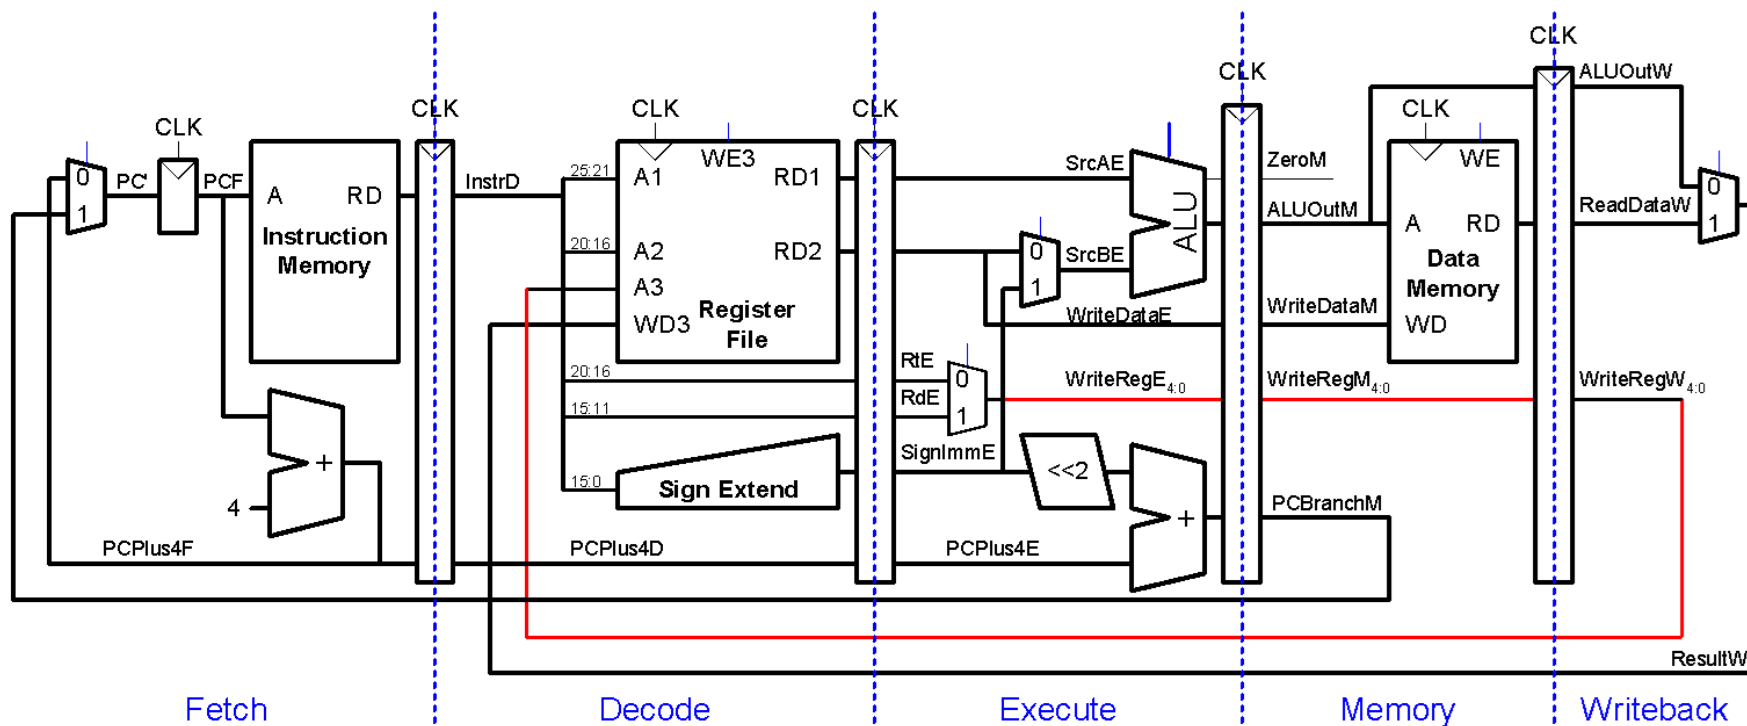 CLK
CLK
CLK
CLK
CLK
CLK
CLK
ALUOutW
0
1
PC'
PCF
A
RD
Instruction
Memory
InstrD
25:21
20:16
A1
A2
A3
WD3
WE3
RD1
RD2
Register
File
SrcAE
0
1
SrcBE
ALU
ZeroM
ALUOutM
A
RD
WE
Data
Memory
WD
ReadDataW
0
1
WriteDataE
WriteDataM
20:16
15:11
15:0
RtE
RdE
0
1
WriteRegE4:0
WriteRegM4:0
WriteRegW4:0
SignImmE
Sign Extend
<<2
+
4
+
PCBranchM
PCPlus4F
PCPlus4D
PCPlus4E
ResultW
Fetch
Decode
Execute
Memory
Writeback